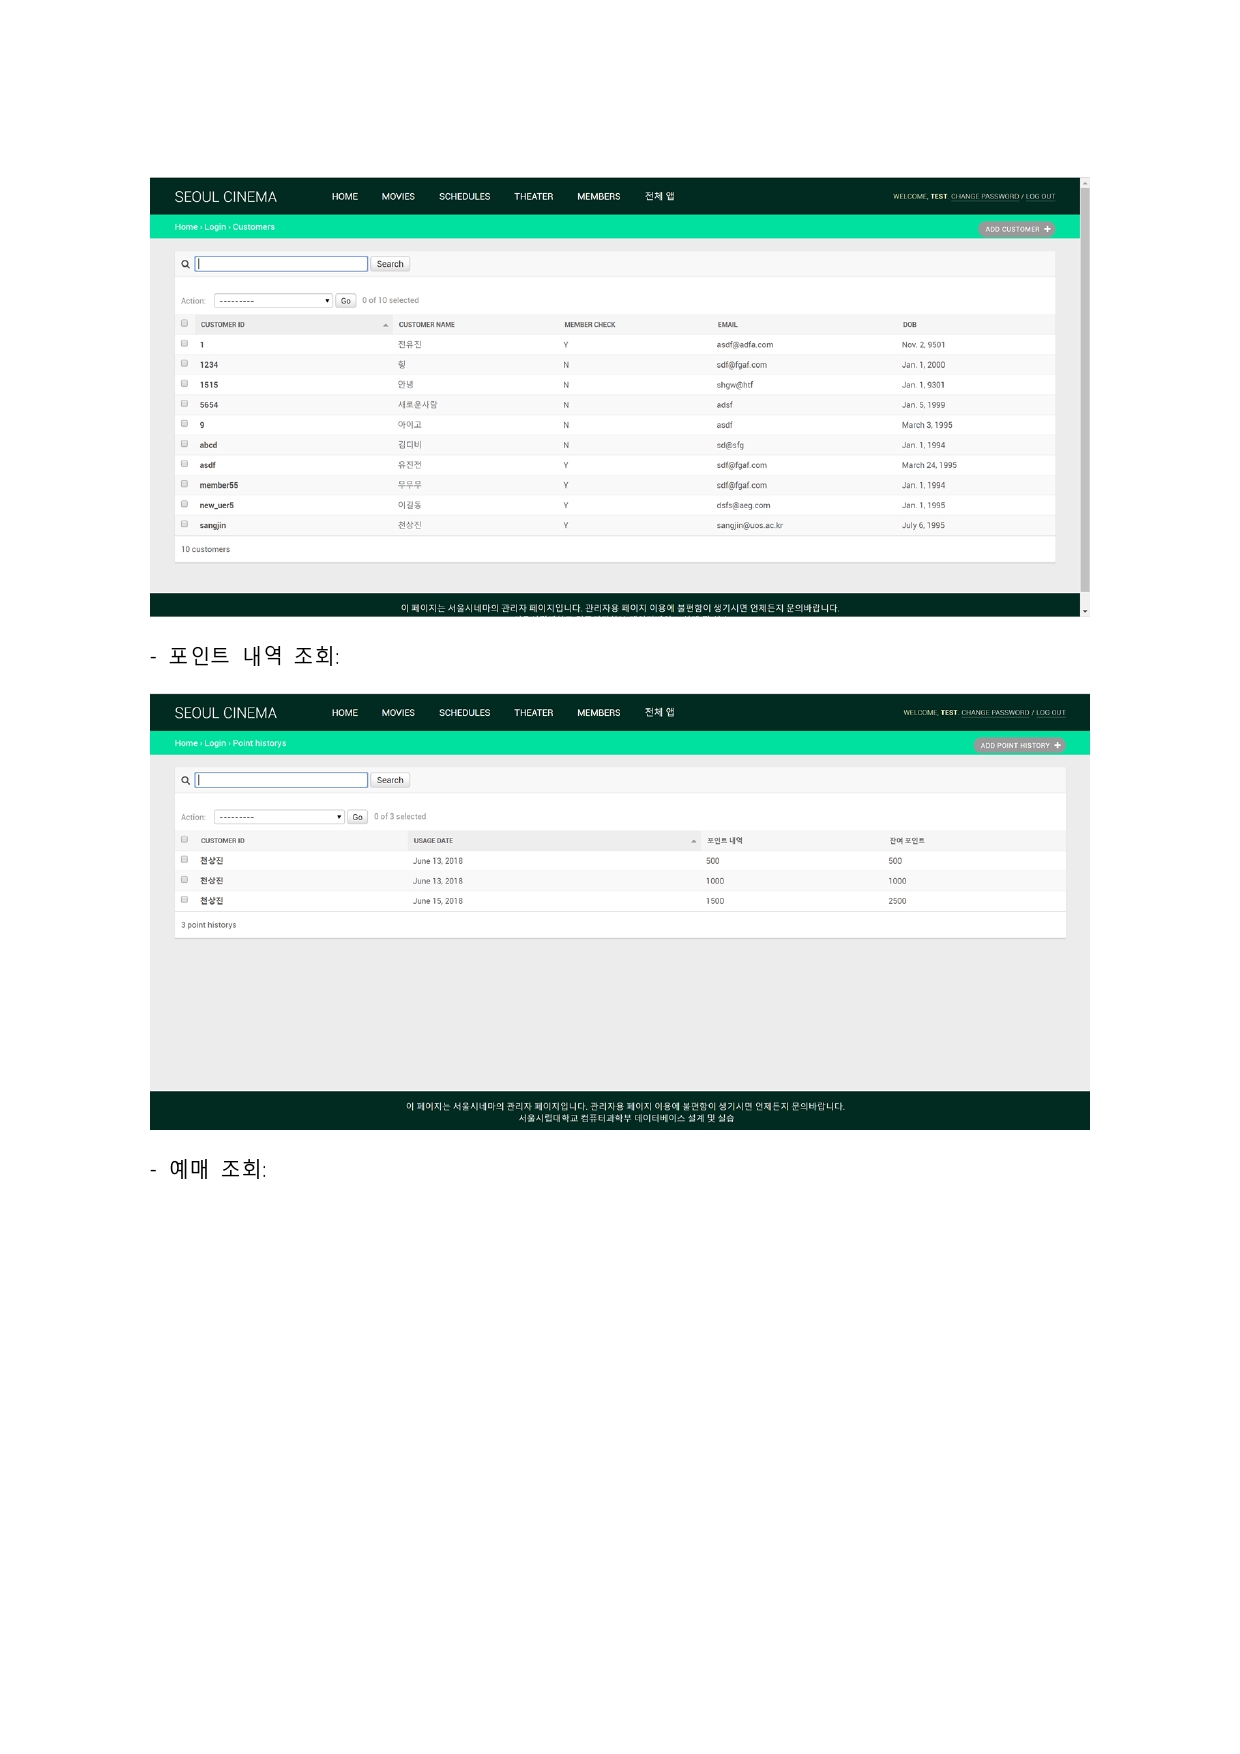 SEOUL CINEMA HOME MOVIES SCHEDULES THEATER MEMBERS 전체 앱 WELCOME, TEST. CHANGE PASSWORD / LOG OUT
Home › Login › Customers ADD CUSTOMER +
Search
Action: --------- Go 0 of 10 selected
CUSTOMER ID CUSTOMER NAME MEMBER CHECK EMAIL DOB
1 전유진 Y asdf@adfa.com Nov. 2, 9501
1234 헝 N sdf@fgaf.com Jan. 1, 2000
1515 안녕 N shgw@htf Jan. 1, 9301
5654 새로운사람 N adsf Jan. 5, 1999
9 아이고 N asdf March 3, 1995
abcd 김디비 N sd@sfg Jan. 1, 1994
asdf 유진전 Y sdf@fgaf.com March 24, 1995
member55 무무무 Y sdf@fgaf.com Jan. 1, 1994
new_uer5 이길동 Y dsfs@aeg.com Jan. 1, 1995
sangjin 천상진 Y sangjin@uos.ac.kr July 6, 1995
10 customers
이 페이지는 서울시네마의 관리자 페이지입니다. 관리자용 페이지 이용에 불편함이 생기시면 언제든지 문의바랍니다.
- 포인트 내역 조회:
SEOUL CINEMA HOME MOVIES SCHEDULES THEATER MEMBERS 전체 앱 WELCOME, TEST. CHANGE PASSWORD / LOG OUT
Home › Login › Point historys ADD POINT HISTORY +
Search
Action: --------- Go 0 of 3 selected
CUSTOMER ID USAGE DATE 포인트 내역 잔여 포인트
천상진 June 13, 2018 500 500
천상진 June 13, 2018 1000 1000
천상진 June 15, 2018 1500 2500
3 point historys
이 페이지는 서울시네마의 관리자 페이지입니다. 관리자용 페이지 이용에 불편함이 생기시면 언제든지 문의바랍니다.
서울시립대학교 컴퓨터과학부 데이터베이스 설계 및 실습
- 예매 조회: